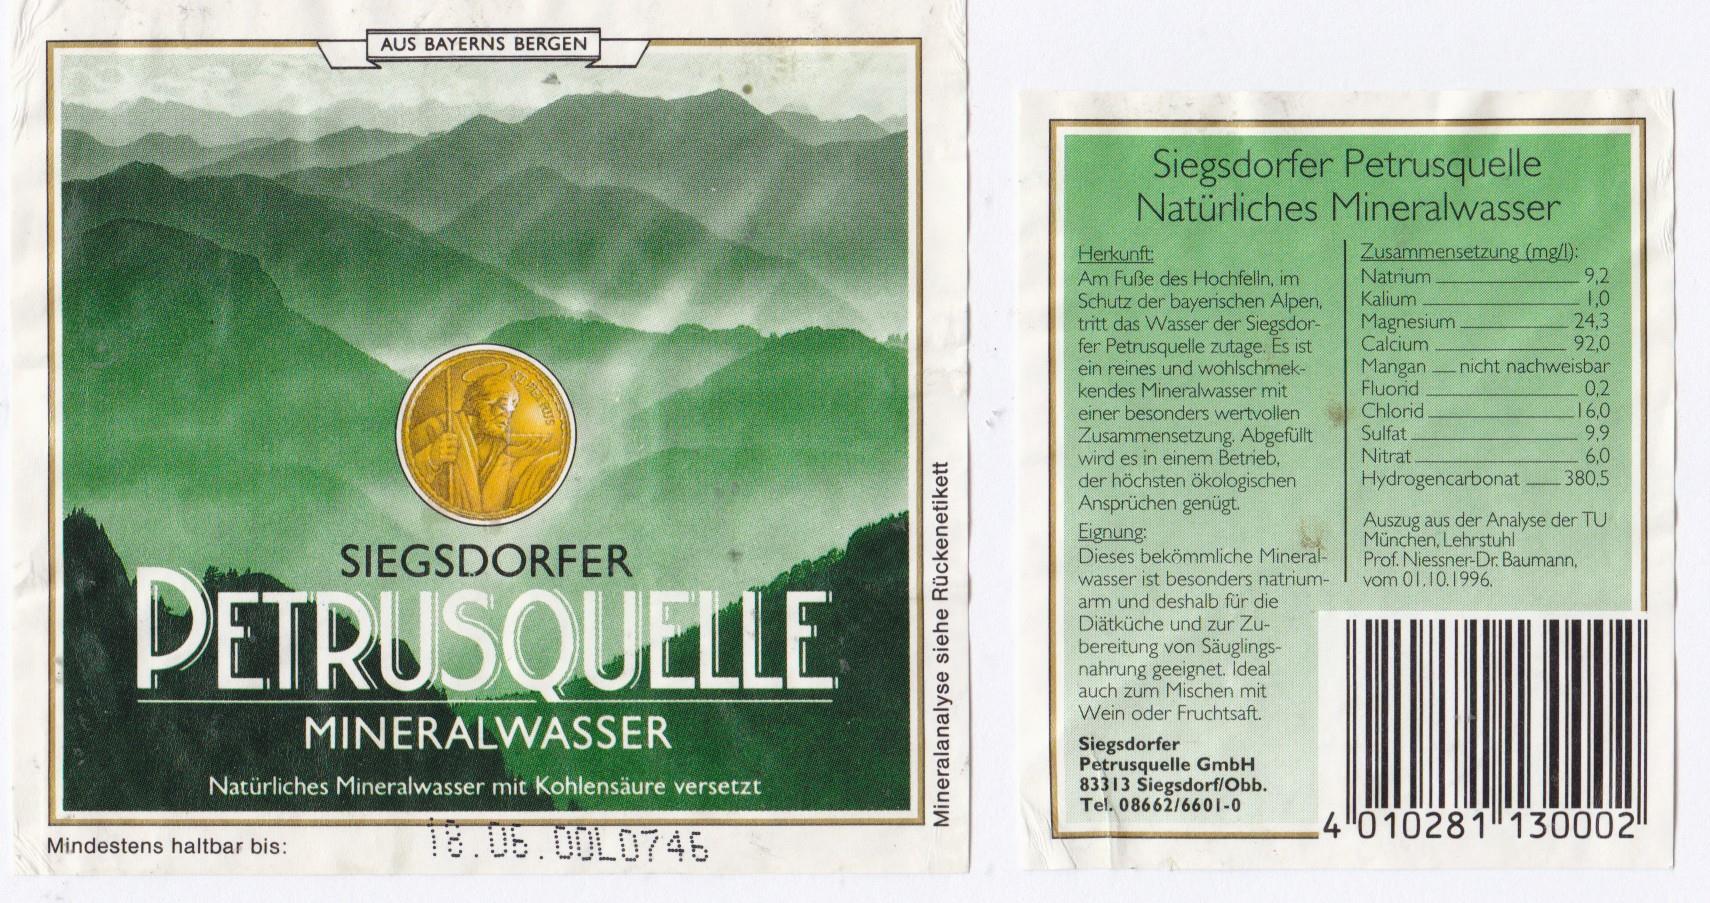 AUS BAYERNS BERGEN
ST. PETRUS
SIEGSDORFER
PETRUSQUELLE
MINERALWASSER
Natürliches Mineralwasser mit Kohlensäure versetzt
Mindestens haltbar bis:
18.06.00L0746
Mineralanalyse siehe Rückenetikett
Siegsdorfer Petrusquelle
Natürliches Mineralwasser
Herkunft:
Am Fuße des Hochfelln, im
Schutz der bayerischen Alpen,
tritt das Wasser der Siegsdor-
fer Petrusquelle zutage. Es ist
ein reines und wohlschmek-
kendes Mineralwasser mit
einer besonders wertvollen
Zusammensetzung. Abgefüllt
wird es in einem Betrieb,
der höchsten ökologischen
Ansprüchen genügt.
Eignung:
Dieses bekömmliche Mineral-
wasser ist besonders natrium-
arm und deshalb für die
Diätküche und zur Zu-
bereitung von Säuglings-
nahrung geeignet. Ideal
auch zum Mischen mit
Wein oder Fruchtsaft.
Siegsdorfer
Petrusquelle GmbH
83313 Siegsdorf/Obb.
Tel. 08662/6601-0
Zusammensetzung (mg/l):
Natrium 9,2
Kalium 1,0
Magnesium 24,3
Calcium 92,0
Mangan nicht nachweisbar
Fluorid 0,2
Chlorid 16,0
Sulfat 9,9
Nitrat 6,0
Hydrogencarbonat 380,5
Auszug aus der Analyse der TU
München, Lehrstuhl
Prof. Niessner-Dr. Baumann,
vom 01.10.1996.
4 010281 130002